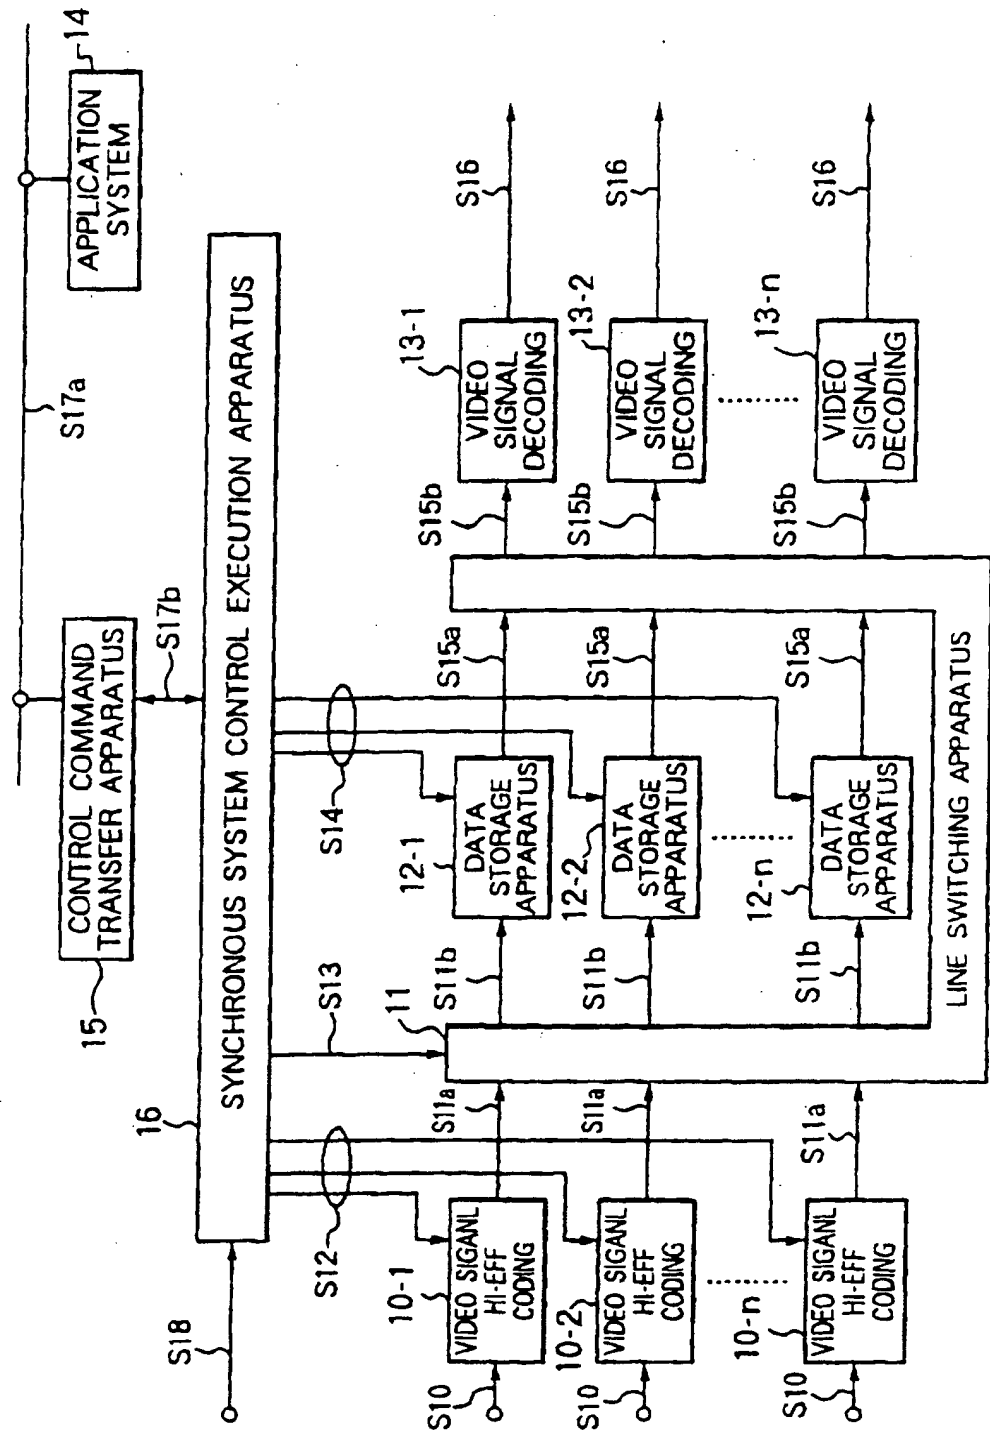 14
APPLICATION
SYSTEM
S17a
CONTROL COMMAND
TRANSFER APPARATUS
15
S17b
16
SYNCHRONOUS SYSTEM CONTROL EXECUTION APPARATUS
S18
S12
S13
S14
11
10-1
VIDEO SIGANL
HI-EFF
CODING
S10
S11a
S11b
12-1
DATA
STORAGE
APPARATUS
S15a
S15b
13-1
VIDEO
SIGNAL
DECODING
S16
10-2
VIDEO SIGANL
HI-EFF
CODING
S10
S11a
S11b
12-2
DATA
STORAGE
APPARATUS
S15a
S15b
13-2
VIDEO
SIGNAL
DECODING
S16
10-n
VIDEO SIGANL
HI-EFF
CODING
S10
S11a
S11b
12-n
DATA
STORAGE
APPARATUS
S15a
S15b
13-n
VIDEO
SIGNAL
DECODING
S16
LINE SWITCHING APPARATUS